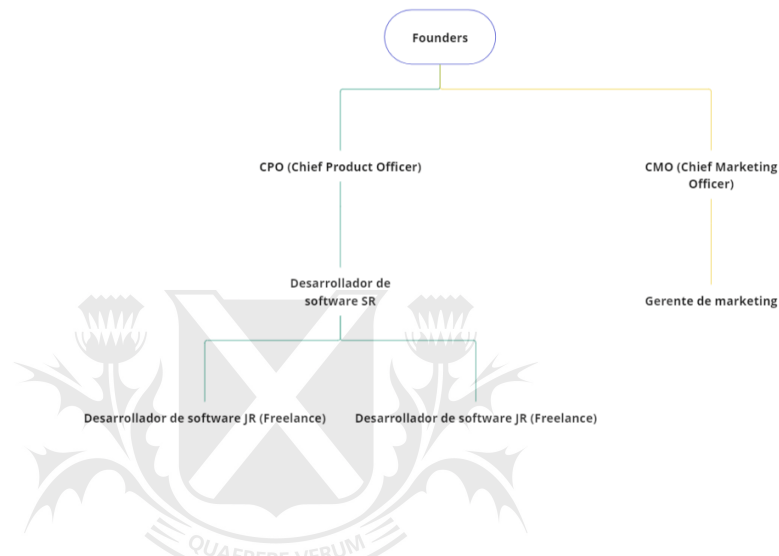 Founders
CPO (Chief Product Officer)
CMO (Chief Marketing
Officer)
Desarrollador de
software SR
Gerente de marketing
Desarrollador de software JR (Freelance)
Desarrollador de software JR (Freelance)
QUAERERE VERUM